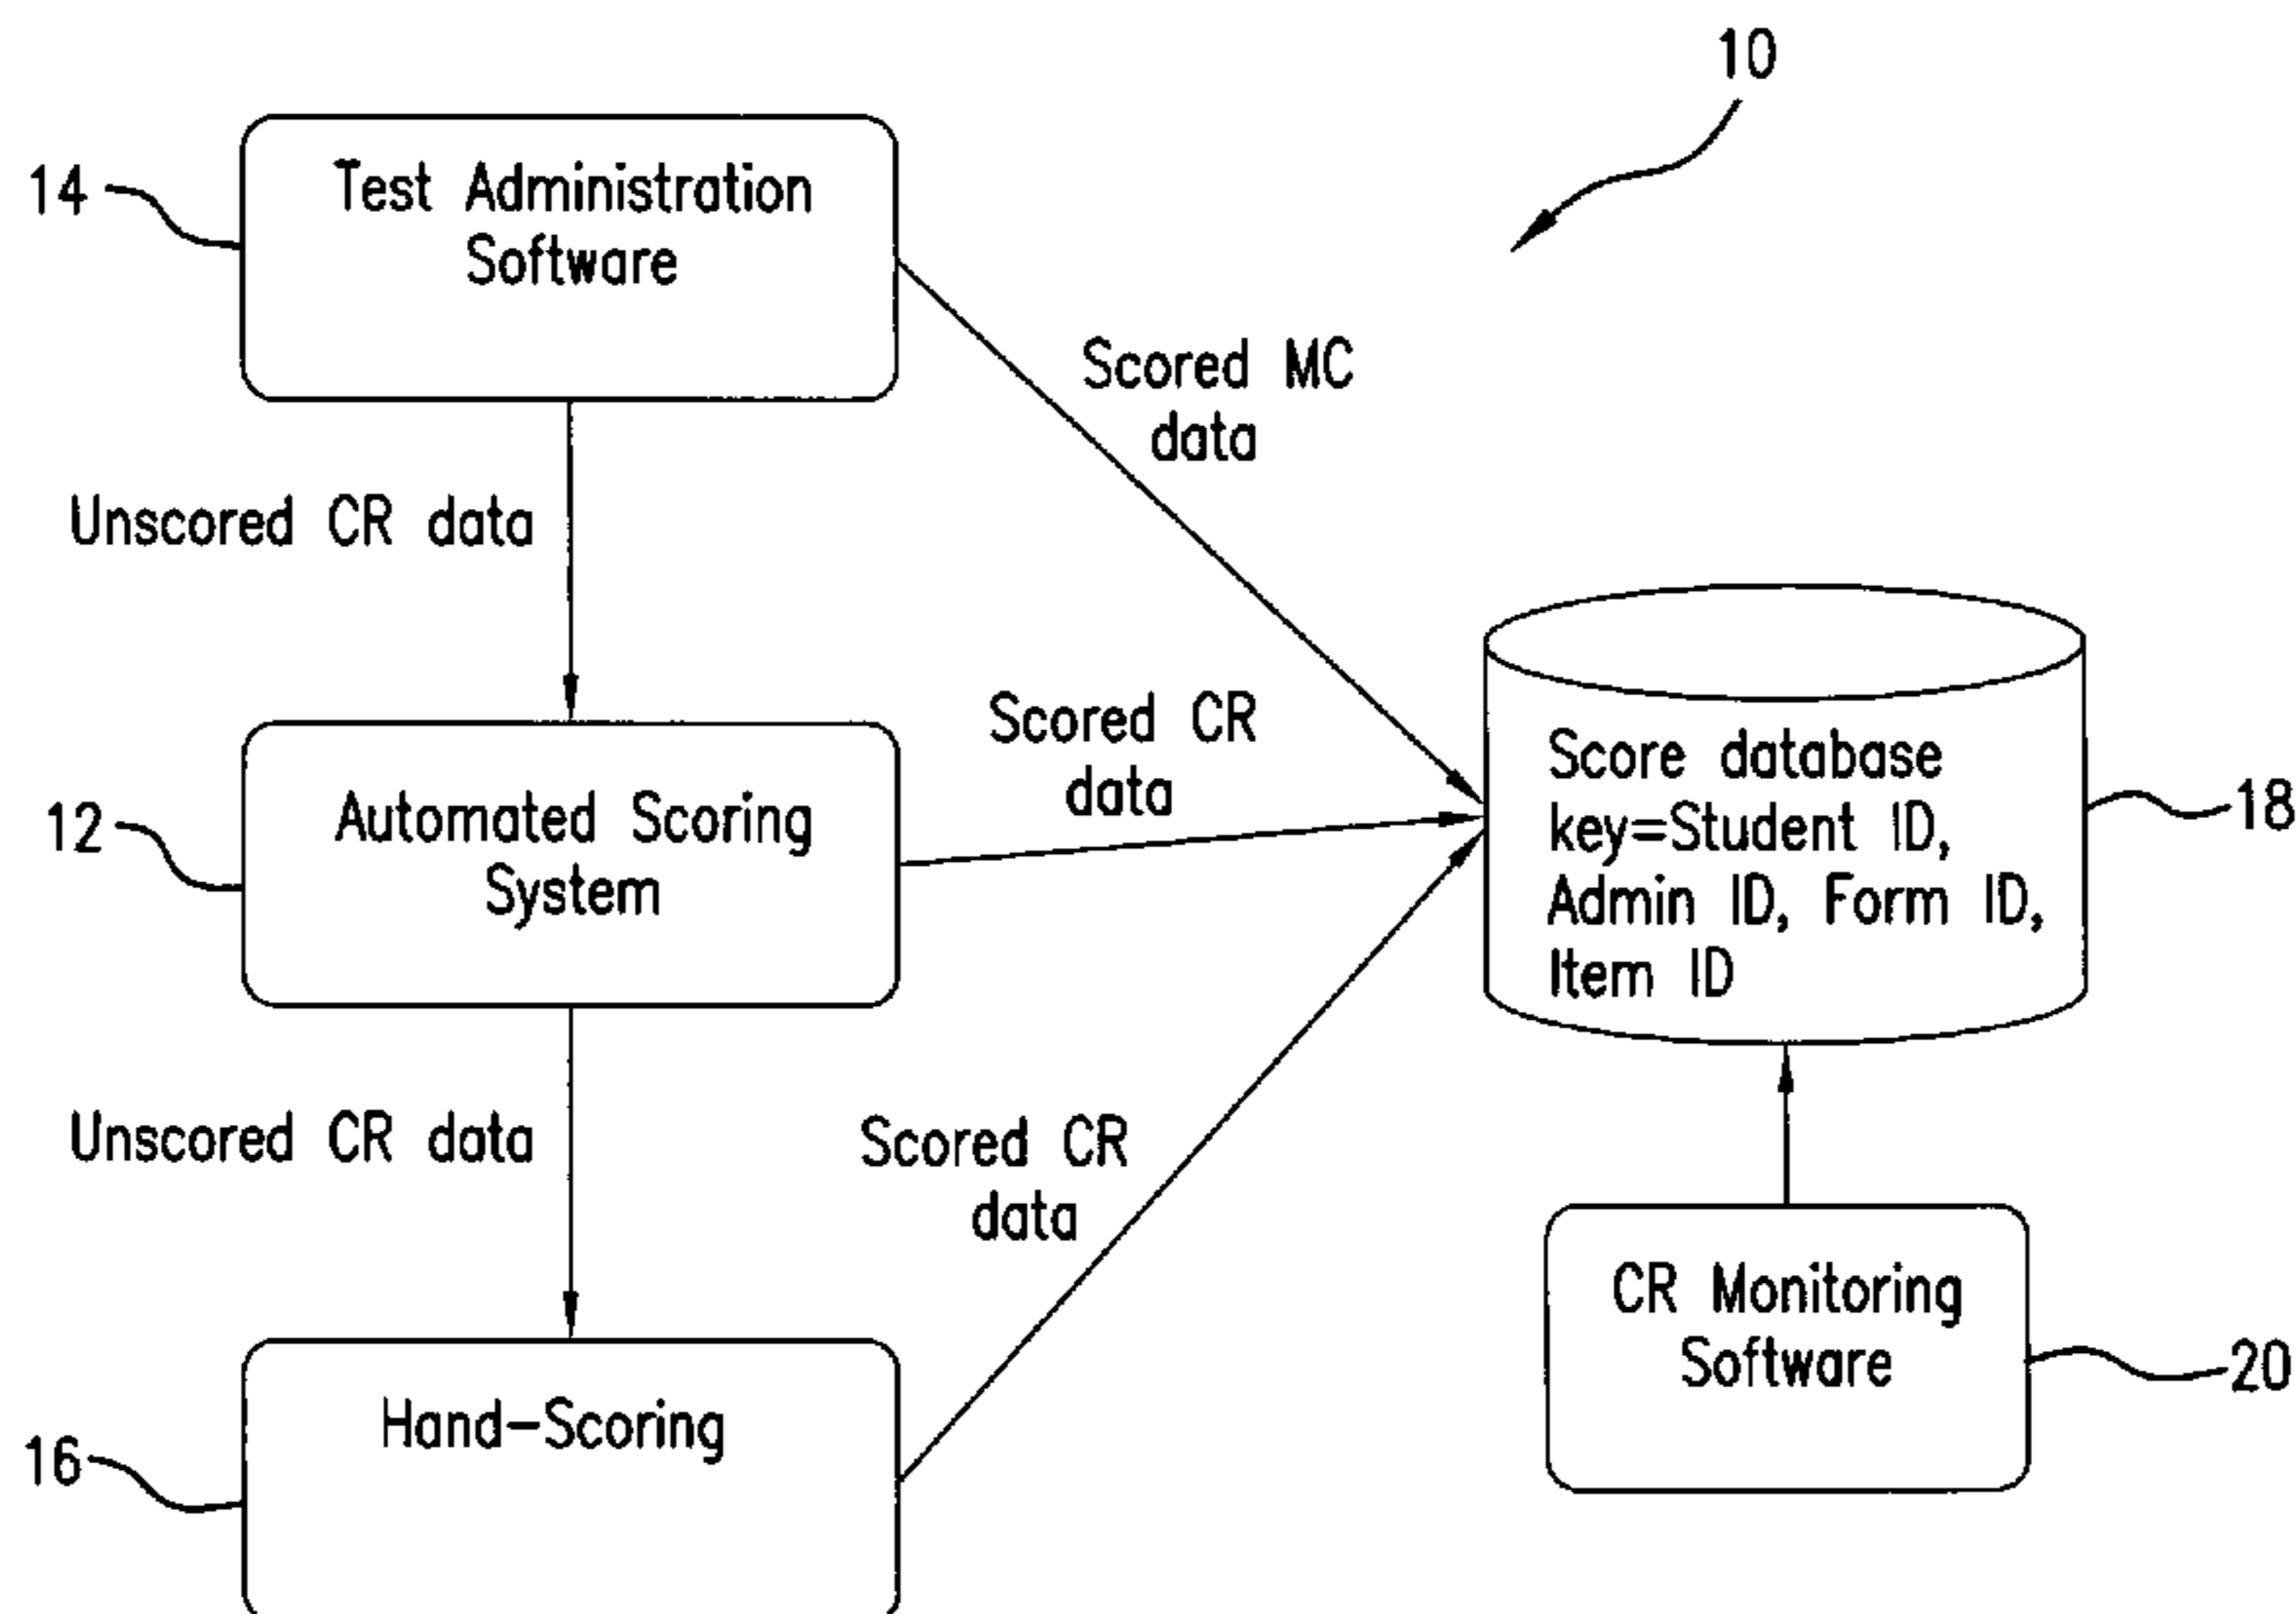 10
14
Test Administration
Software
Scored MC
data
Unscored CR data
Scored CR
data
12
Automated Scoring
System
Score database
key=Student ID,
Admin ID, Form ID,
Item ID
18
Unscored CR data
Scored CR
data
CR Monitoring
Software
20
16
Hand-Scoring